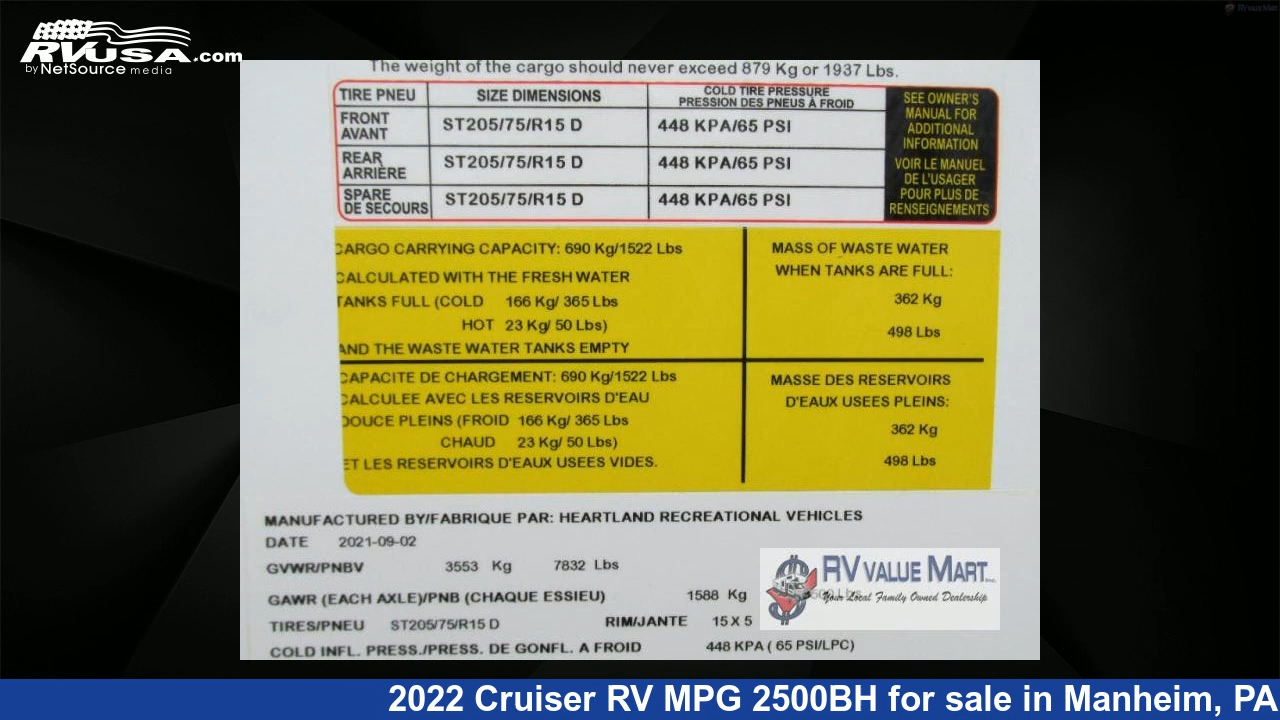 RVUSA.com
by NetSource media
RV Value Mart
The weight of the cargo should never exceed 879 Kg or 1937 Lbs.
TIRE PNEU SIZE DIMENSIONS COLD TIRE PRESSURE
PRESSION DES PNEUS À FROID
FRONT
AVANT ST205/75/R15 D 448 KPA/65 PSI
REAR
ARRIÈRE ST205/75/R15 D 448 KPA/65 PSI
SPARE
DE SECOURS ST205/75/R15 D 448 KPA/65 PSI
SEE OWNER'S
MANUAL FOR
ADDITIONAL
INFORMATION
VOIR LE MANUEL
DE L'USAGER
POUR PLUS DE
RENSEIGNEMENTS
CARGO CARRYING CAPACITY: 690 Kg/1522 Lbs
CALCULATED WITH THE FRESH WATER
TANKS FULL (COLD 166 Kg/ 365 Lbs
HOT 23 Kg/ 50 Lbs)
AND THE WASTE WATER TANKS EMPTY
MASS OF WASTE WATER
WHEN TANKS ARE FULL:
362 Kg
498 Lbs
CAPACITE DE CHARGEMENT: 690 Kg/1522 Lbs
CALCULEE AVEC LES RESERVOIRS D'EAU
DOUCE PLEINS (FROID 166 Kg/ 365 Lbs
CHAUD 23 Kg/ 50 Lbs)
ET LES RESERVOIRS D'EAUX USEES VIDES.
MASSE DES RESERVOIRS
D'EAUX USEES PLEINS:
362 Kg
498 Lbs
MANUFACTURED BY/FABRIQUE PAR: HEARTLAND RECREATIONAL VEHICLES
DATE 2021-09-02
GVWR/PNBV 3553 Kg 7832 Lbs
GAWR (EACH AXLE)/PNB (CHAQUE ESSIEU) 1588 Kg
TIRES/PNEU ST205/75/R15 D RIM/JANTE 15 X 5
COLD INFL. PRESS./PRESS. DE GONFL. A FROID 448 KPA ( 65 PSI/LPC)
RV VALUE MART Inc.
Your Local Family Owned Dealership
2022 Cruiser RV MPG 2500BH for sale in Manheim, PA